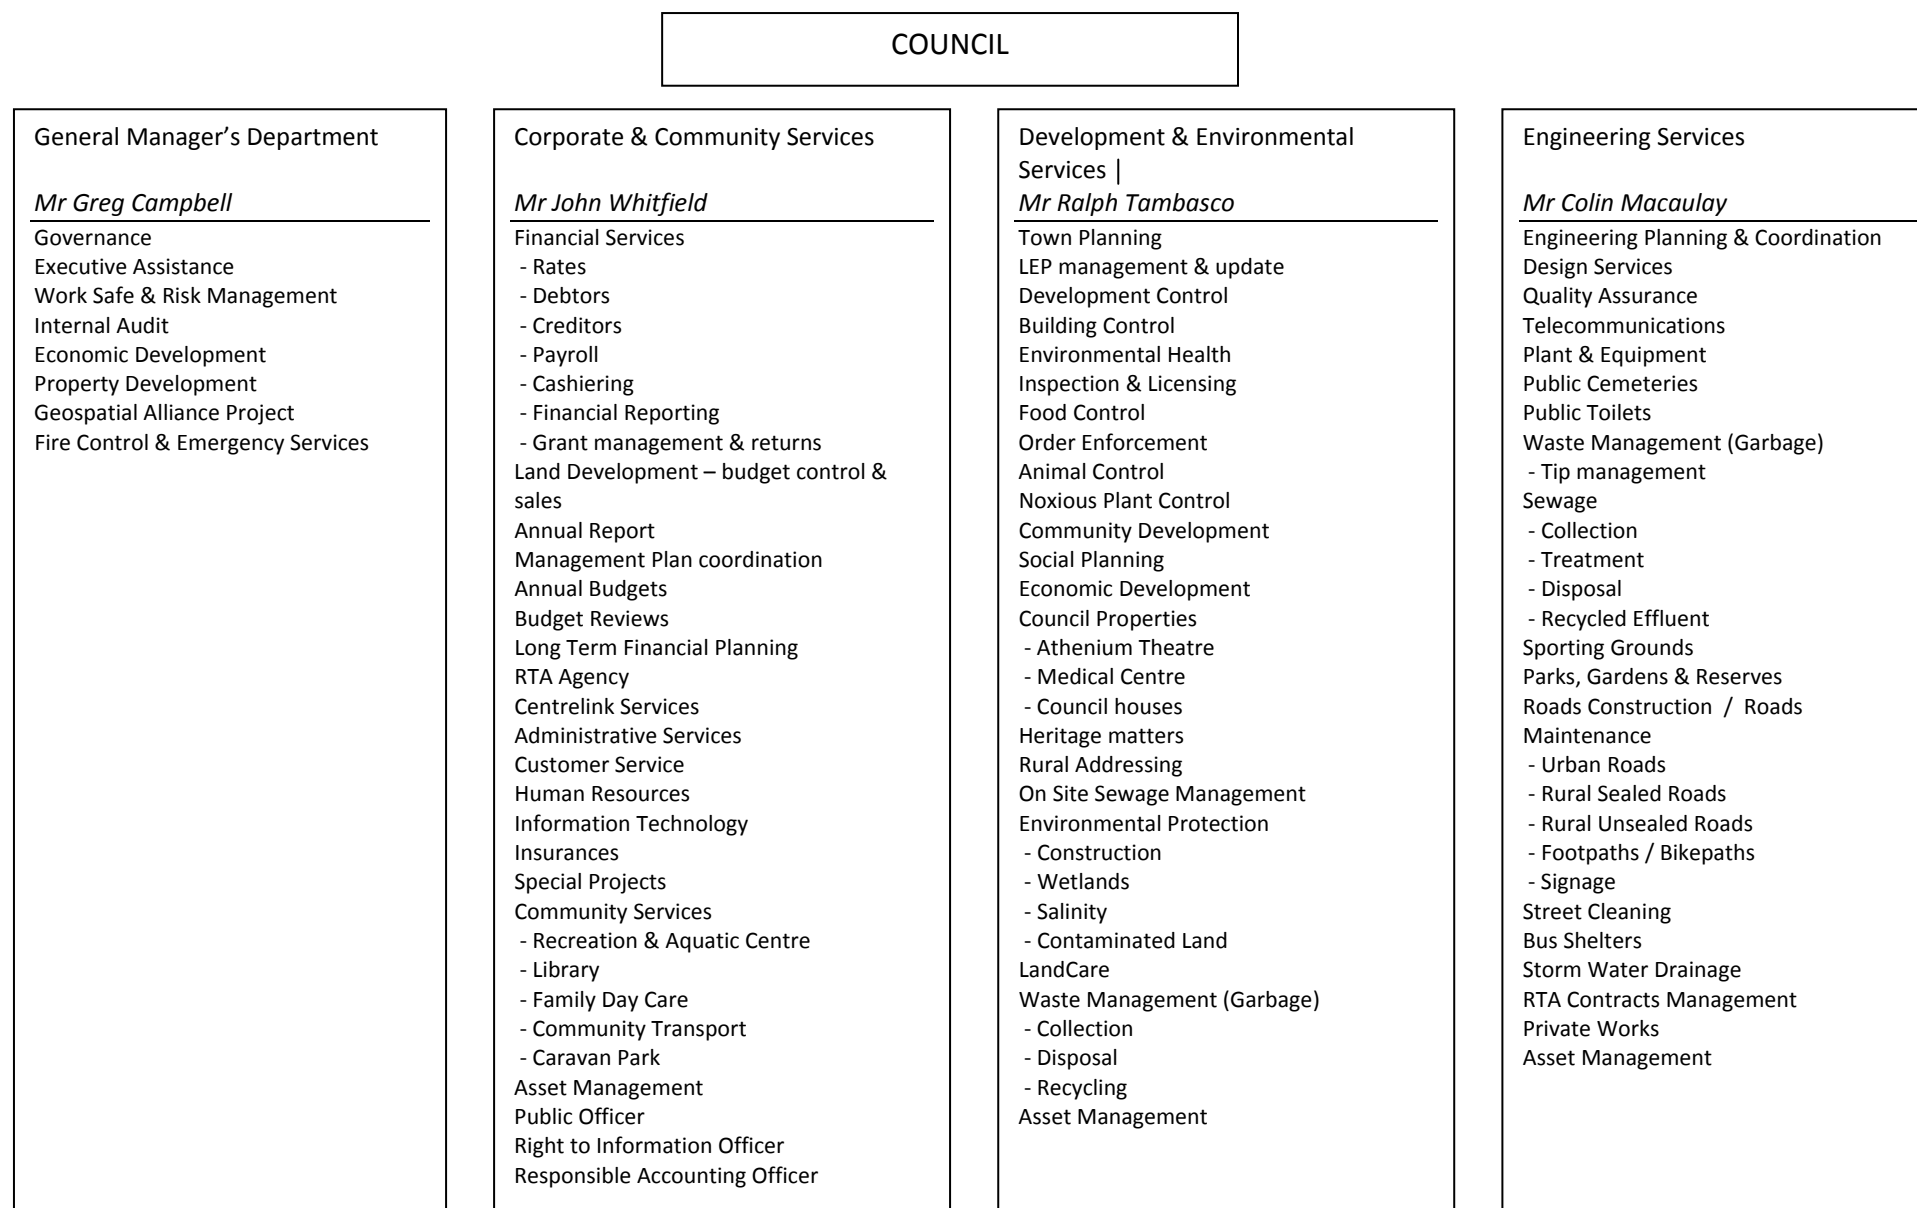 COUNCIL
General Manager’s Department
Mr Greg Campbell
Governance
Executive Assistance
Work Safe & Risk Management
Internal Audit
Economic Development
Property Development
Geospatial Alliance Project
Fire Control & Emergency Services
Corporate & Community Services
Mr John Whitfield
Financial Services
- Rates
- Debtors
- Creditors
- Payroll
- Cashiering
- Financial Reporting
- Grant management & returns
Land Development – budget control &
sales
Annual Report
Management Plan coordination
Annual Budgets
Budget Reviews
Long Term Financial Planning
RTA Agency
Centrelink Services
Administrative Services
Customer Service
Human Resources
Information Technology
Insurances
Special Projects
Community Services
- Recreation & Aquatic Centre
- Library
- Family Day Care
- Community Transport
- Caravan Park
Asset Management
Public Officer
Right to Information Officer
Responsible Accounting Officer
Development & Environmental
Services |
Mr Ralph Tambasco
Town Planning
LEP management & update
Development Control
Building Control
Environmental Health
Inspection & Licensing
Food Control
Order Enforcement
Animal Control
Noxious Plant Control
Community Development
Social Planning
Economic Development
Council Properties
- Athenium Theatre
- Medical Centre
- Council houses
Heritage matters
Rural Addressing
On Site Sewage Management
Environmental Protection
- Construction
- Wetlands
- Salinity
- Contaminated Land
LandCare
Waste Management (Garbage)
- Collection
- Disposal
- Recycling
Asset Management
Engineering Services
Mr Colin Macaulay
Engineering Planning & Coordination
Design Services
Quality Assurance
Telecommunications
Plant & Equipment
Public Cemeteries
Public Toilets
Waste Management (Garbage)
- Tip management
Sewage
- Collection
- Treatment
- Disposal
- Recycled Effluent
Sporting Grounds
Parks, Gardens & Reserves
Roads Construction / Roads
Maintenance
- Urban Roads
- Rural Sealed Roads
- Rural Unsealed Roads
- Footpaths / Bikepaths
- Signage
Street Cleaning
Bus Shelters
Storm Water Drainage
RTA Contracts Management
Private Works
Asset Management